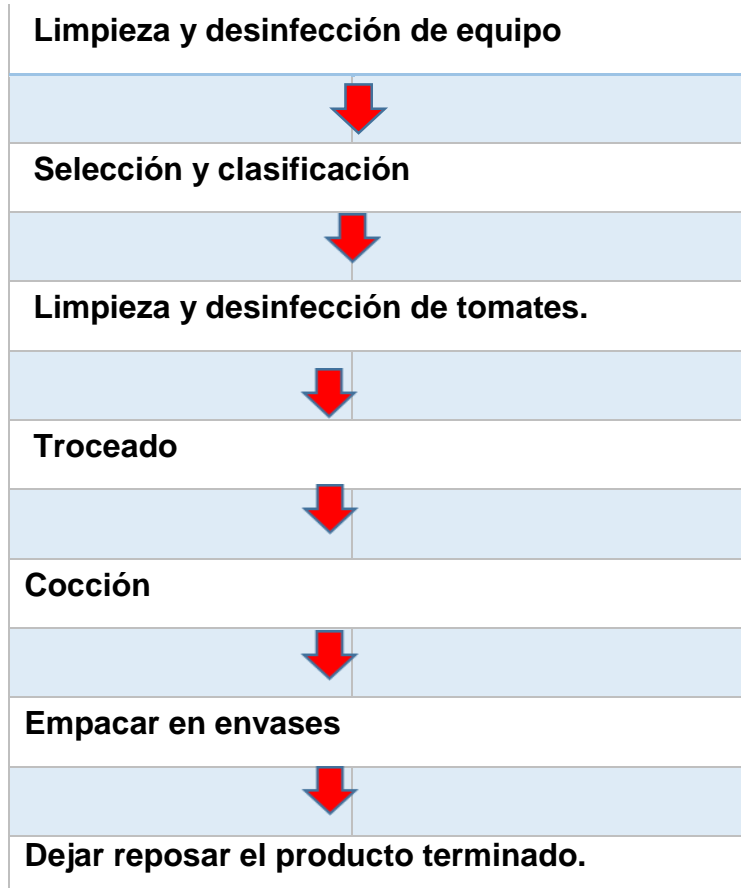 Limpieza y desinfección de equipo
Selección y clasificación
Limpieza y desinfección de tomates.
Troceado
Cocción
Empacar en envases
Dejar reposar el producto terminado.